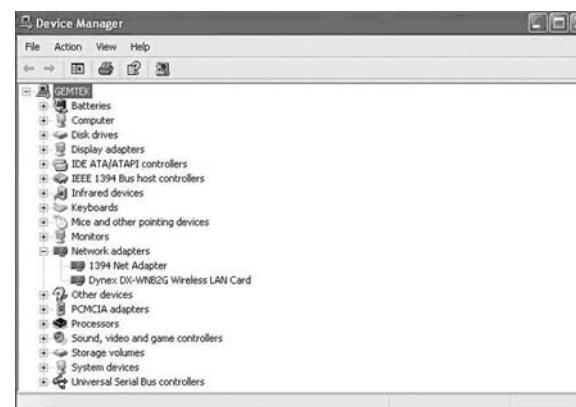 Device Manager
File Action View Help
GEMTEK
Batteries
Computer
Disk drives
Display adapters
IDE ATA/ATAPI controllers
IEEE 1394 Bus host controllers
Infrared devices
Keyboards
Mice and other pointing devices
Monitors
Network adapters
1394 Net Adapter
Dynex DX-WNB2G Wireless LAN Card
Other devices
PCMCIA adapters
Processors
Sound, video and game controllers
Storage volumes
System devices
Universal Serial Bus controllers